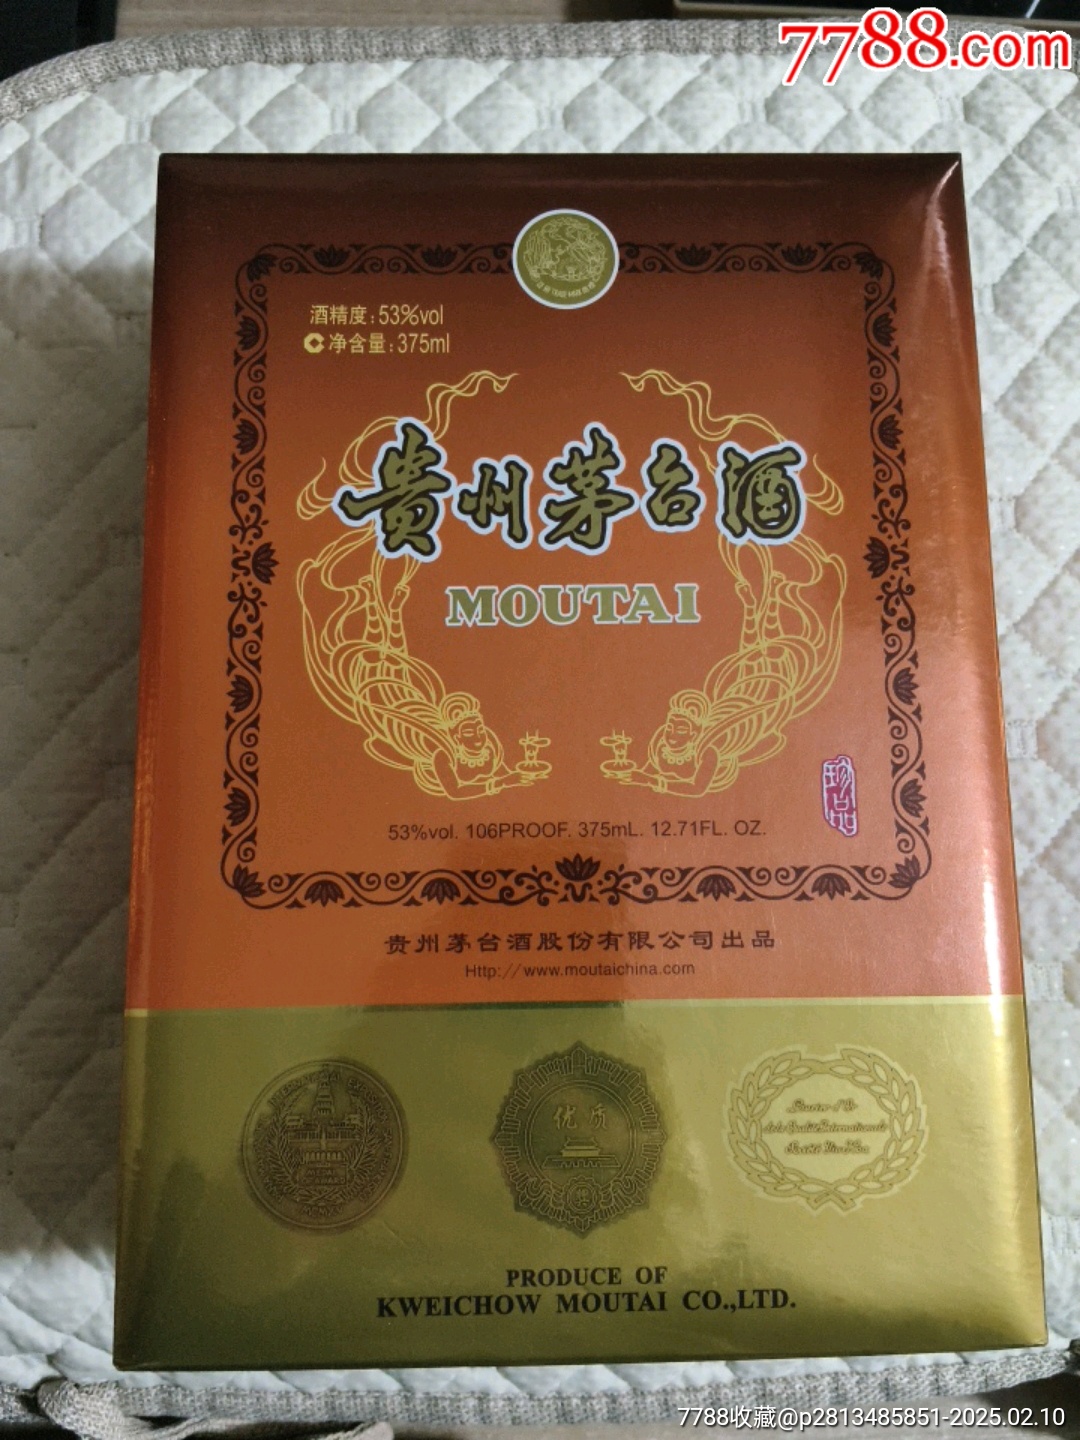 7788.com
酒精度:53%vol
净含量:375ml
贵州茅台酒
MOUTAI
珍品
53%vol. 106PROOF. 375mL. 12.71FL. OZ.
贵州茅台酒股份有限公司出品
Http://www.moutaichina.com
优质
PRODUCE OF
KWEICHOW MOUTAI CO.,LTD.
7788收藏@p2813485851-2025.02.10